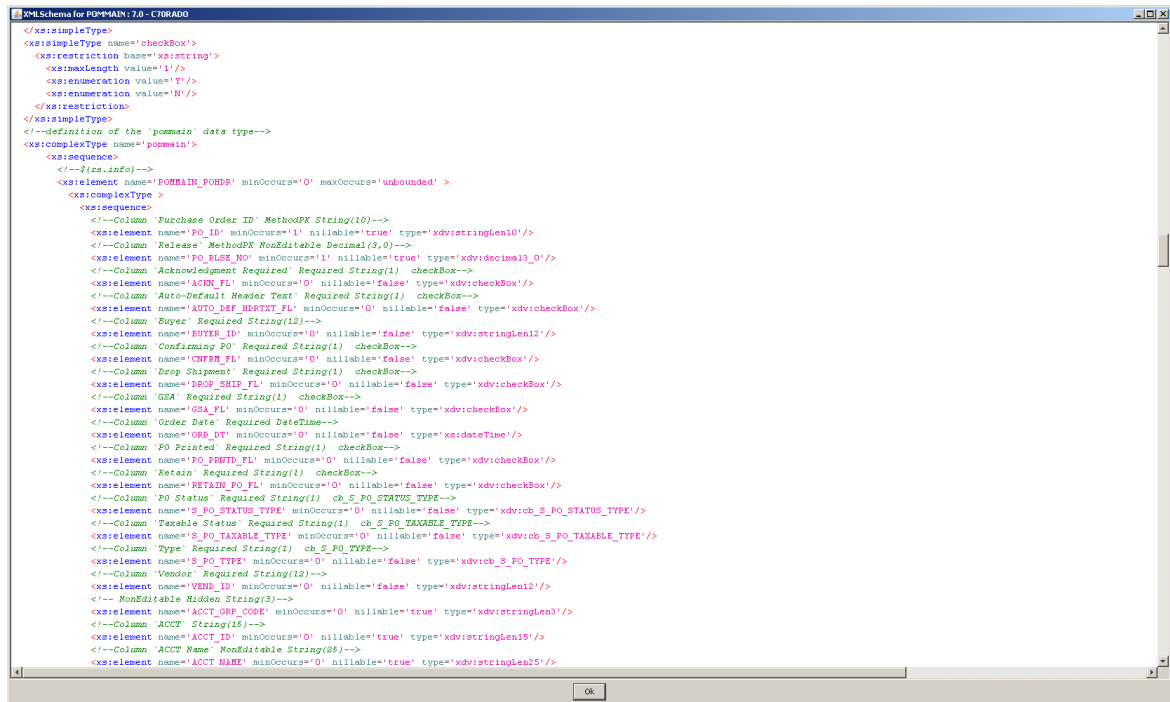 XMLSchema for POMMAIN : 7.0 - C70RADO
</xs:simpleType>
<xs:simpleType name='checkBox'>
<xs:restriction base='xs:string'>
<xs:maxLength value='1'/>
<xs:enumeration value='Y'/>
<xs:enumeration value='N'/>
</xs:restriction>
</xs:simpleType>
<!--definition of the `pommain` data type-->
<xs:complexType name='pommain'>
<xs:sequence>
<!--${rs.info}-->
<xs:element name='POMMAIN_POHDR' minOccurs='0' maxOccurs='unbounded' >
<xs:complexType >
<xs:sequence>
<!--Column `Purchase Order ID` MethodPK String(10)-->
<xs:element name='PO_ID' minOccurs='1' nillable='true' type='xdv:stringLen10'/>
<!--Column `Release` MethodPK NonEditable Decimal(3,0)-->
<xs:element name='PO_RLSE_NO' minOccurs='1' nillable='true' type='xdv:decimal3_0'/>
<!--Column `Acknowledgment Required` Required String(1)  checkBox-->
<xs:element name='ACKN_FL' minOccurs='0' nillable='false' type='xdv:checkBox'/>
<!--Column `Auto-Default Header Text` Required String(1)  checkBox-->
<xs:element name='AUTO_DEF_HDRTXT_FL' minOccurs='0' nillable='false' type='xdv:checkBox'/>
<!--Column `Buyer` Required String(12)-->
<xs:element name='BUYER_ID' minOccurs='0' nillable='false' type='xdv:stringLen12'/>
<!--Column `Confirming PO` Required String(1)  checkBox-->
<xs:element name='CNFRM_FL' minOccurs='0' nillable='false' type='xdv:checkBox'/>
<!--Column `Drop Shipment` Required String(1)  checkBox-->
<xs:element name='DROP_SHIP_FL' minOccurs='0' nillable='false' type='xdv:checkBox'/>
<!--Column `GSA` Required String(1)  checkBox-->
<xs:element name='GSA_FL' minOccurs='0' nillable='false' type='xdv:checkBox'/>
<!--Column `Order Date` Required DateTime-->
<xs:element name='ORD_DT' minOccurs='0' nillable='false' type='xs:dateTime'/>
<!--Column `PO Printed` Required String(1)  checkBox-->
<xs:element name='PO_PRNTD_FL' minOccurs='0' nillable='false' type='xdv:checkBox'/>
<!--Column `Retain` Required String(1)  checkBox-->
<xs:element name='RETAIN_PO_FL' minOccurs='0' nillable='false' type='xdv:checkBox'/>
<!--Column `PO Status` Required String(1)  cb_S_PO_STATUS_TYPE-->
<xs:element name='S_PO_STATUS_TYPE' minOccurs='0' nillable='false' type='xdv:cb_S_PO_STATUS_TYPE'/>
<!--Column `Taxable Status` Required String(1)  cb_S_PO_TAXABLE_TYPE-->
<xs:element name='S_PO_TAXABLE_TYPE' minOccurs='0' nillable='false' type='xdv:cb_S_PO_TAXABLE_TYPE'/>
<!--Column `Type` Required String(1)  cb_S_PO_TYPE-->
<xs:element name='S_PO_TYPE' minOccurs='0' nillable='false' type='xdv:cb_S_PO_TYPE'/>
<!--Column `Vendor` Required String(12)-->
<xs:element name='VEND_ID' minOccurs='0' nillable='false' type='xdv:stringLen12'/>
<!-- NonEditable Hidden String(3)-->
<xs:element name='ACCT_GRP_CODE' minOccurs='0' nillable='true' type='xdv:stringLen3'/>
<!--Column `ACCT` String(15)-->
<xs:element name='ACCT_ID' minOccurs='0' nillable='true' type='xdv:stringLen15'/>
<!--Column `ACCT Name` NonEditable String(25)-->
<xs:element name='ACCT_NAME' minOccurs='0' nillable='true' type='xdv:stringLen25'/>
Ok